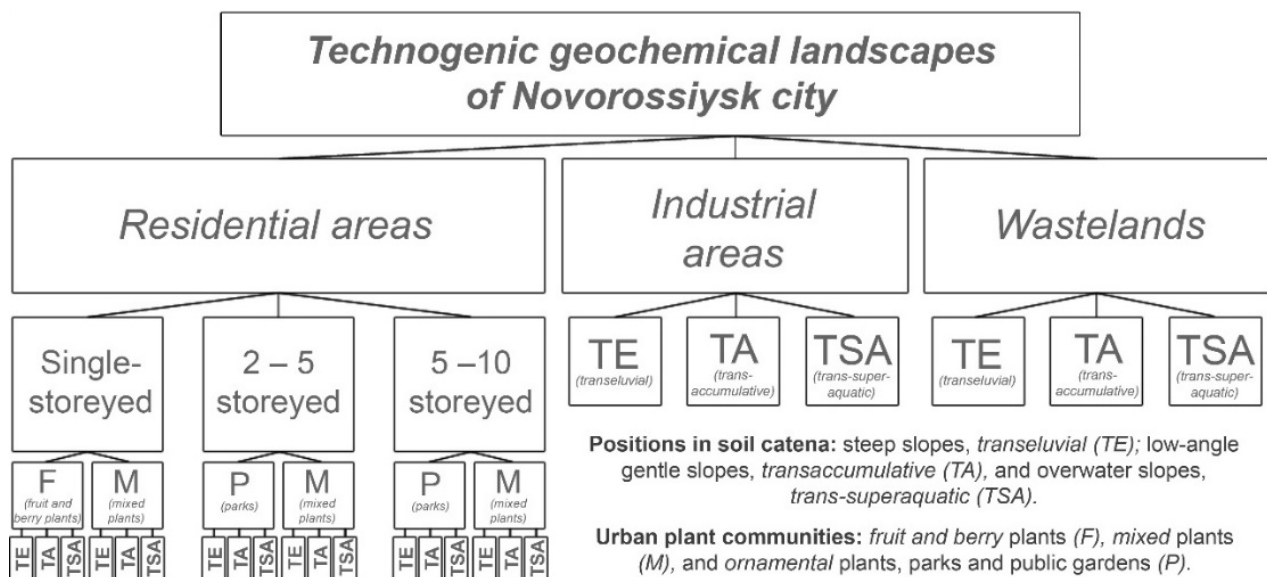 Technogenic geochemical landscapes
of Novorossiysk city
Residential areas
Industrial
areas
Wastelands
Single-
storeyed
2 – 5
storeyed
5 –10
storeyed
TE
(transeluvial)
TA
(trans-
accumulative)
TSA
(trans-super-
aquatic)
TE
(transeluvial)
TA
(trans-
accumulative)
TSA
(trans-super-
aquatic)
F
(fruit and
berry plants)
M
(mixed
plants)
P
(parks)
M
(mixed
plants)
P
(parks)
M
(mixed
plants)
TE
TA
TSA
TE
TA
TSA
TE
TA
TSA
TE
TA
TSA
TE
TA
TSA
TE
TA
TSA
Positions in soil catena: steep slopes, transeluvial (TE); low-angle
gentle slopes, transaccumulative (TA), and overwater slopes,
trans-superaquatic (TSA).
Urban plant communities: fruit and berry plants (F), mixed plants
(M), and ornamental plants, parks and public gardens (P).